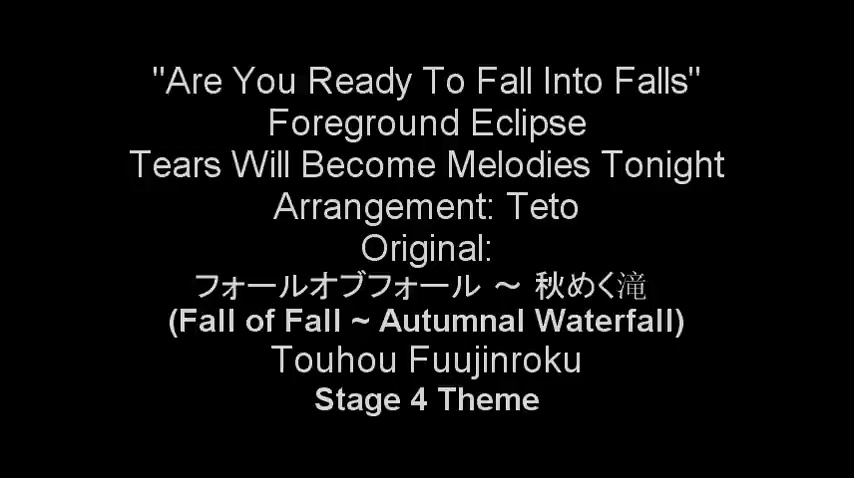 "Are You Ready To Fall Into Falls"
Foreground Eclipse
Tears Will Become Melodies Tonight
Arrangement: Teto
Original:
フォールオブフォール ～ 秋めく滝
(Fall of Fall ~ Autumnal Waterfall)
Touhou Fuujinroku
Stage 4 Theme